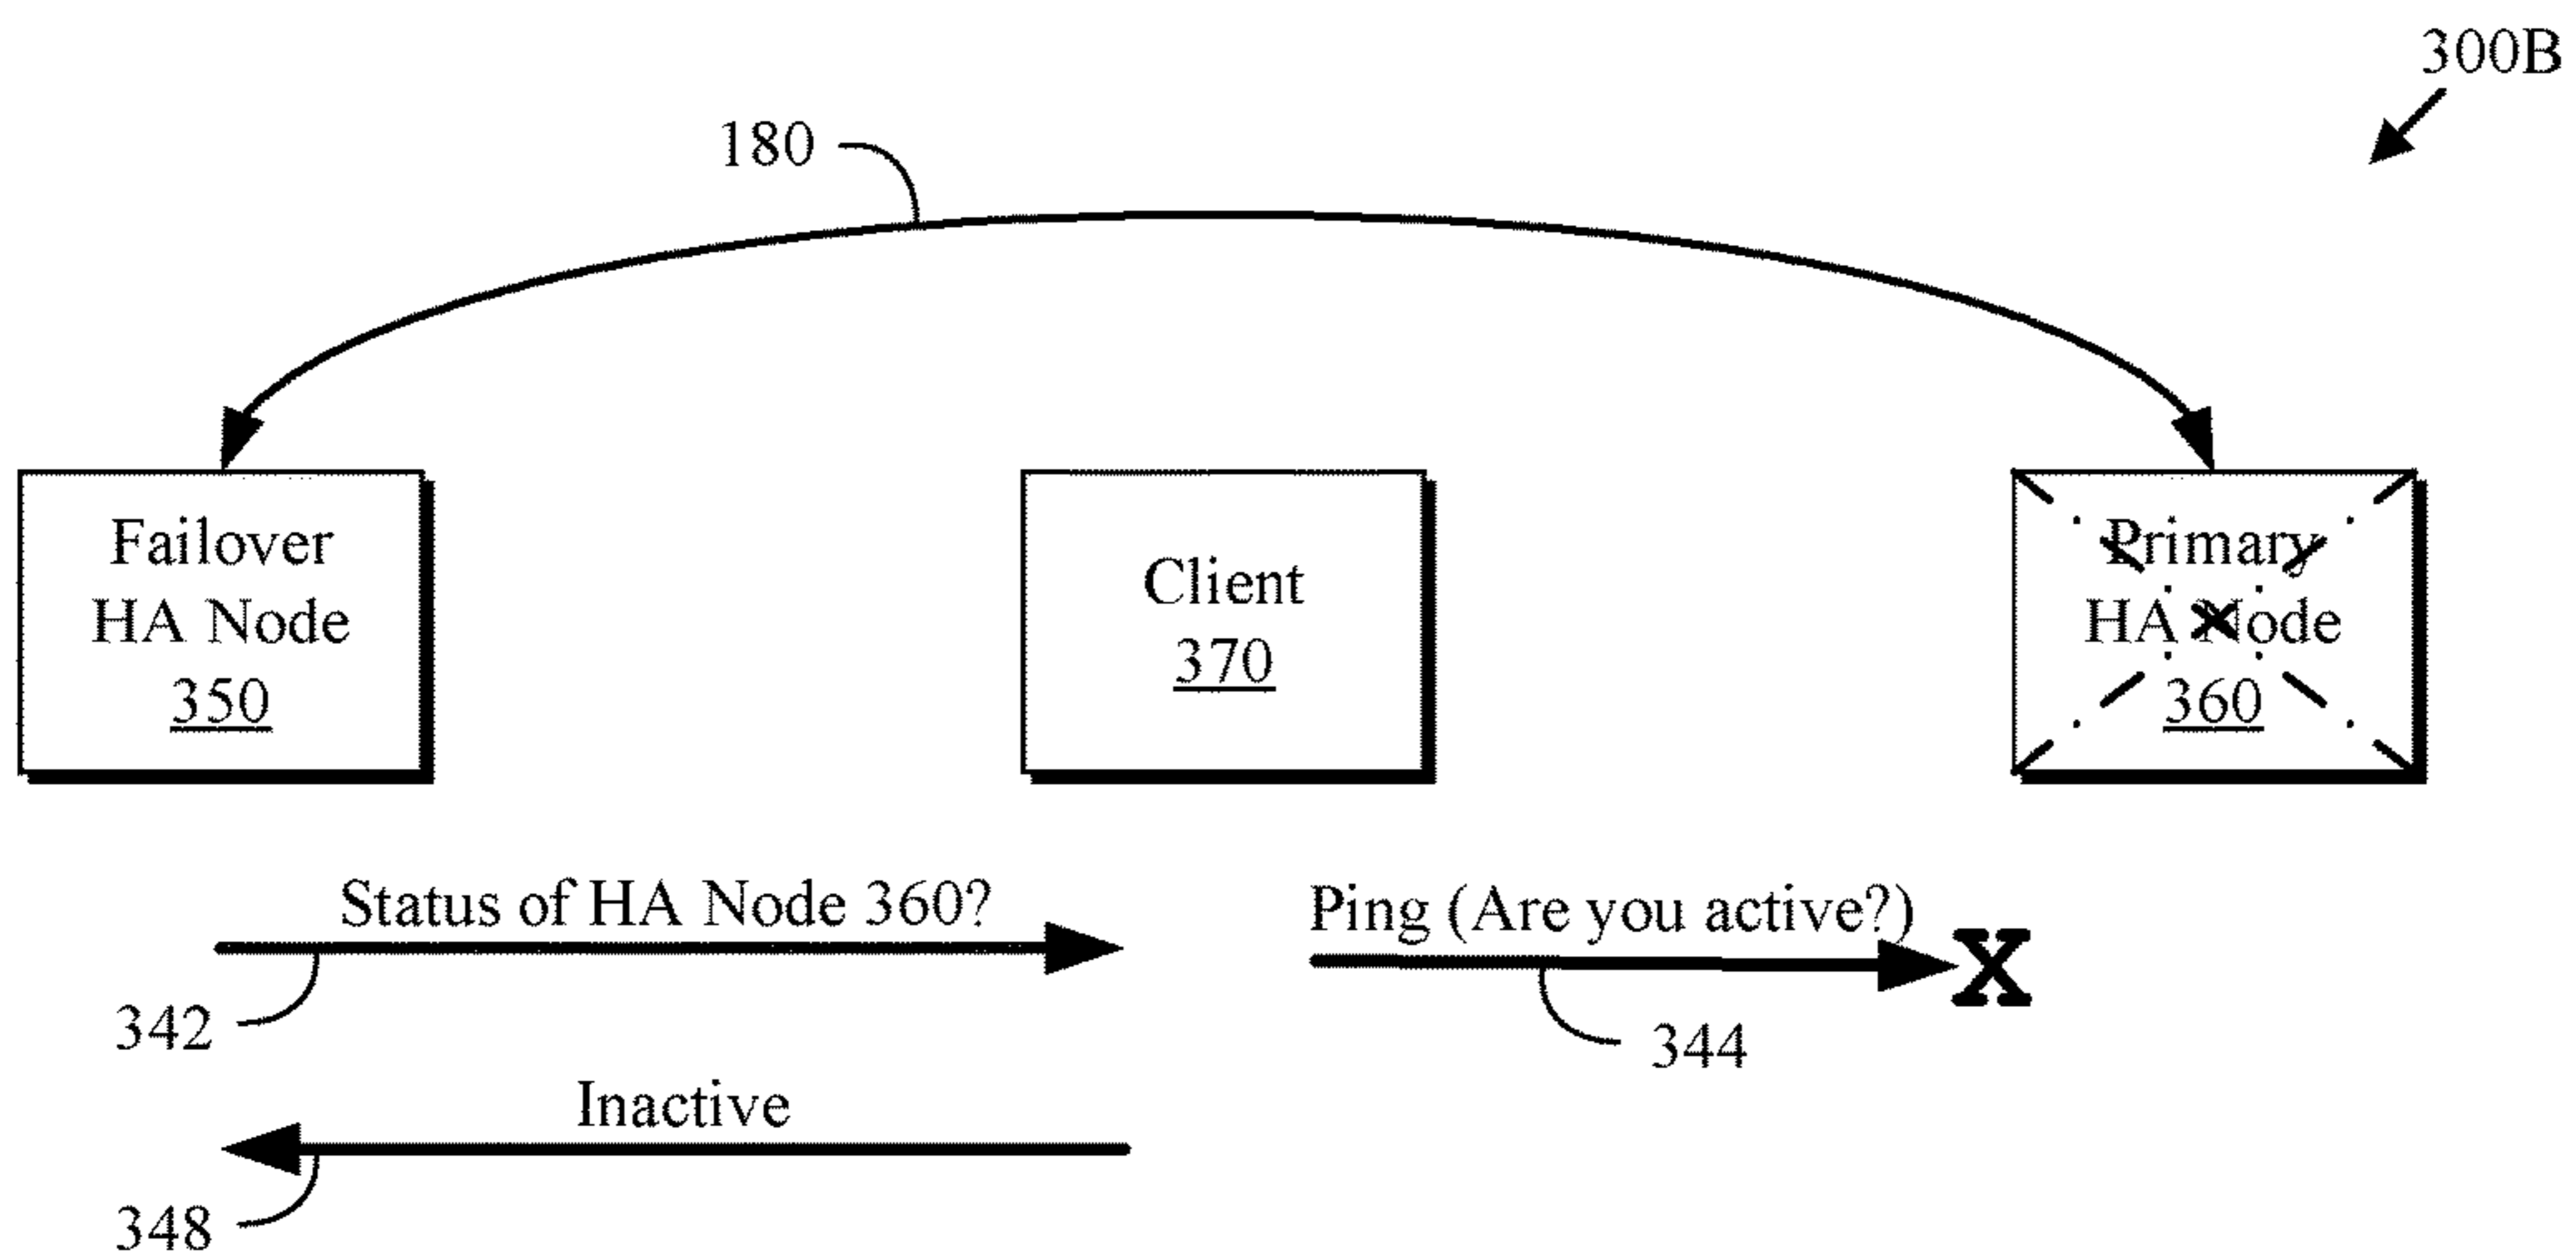 300B
180
Failover
HA Node
350
Client
370
Primary
HA Node
360
Status of HA Node 360?
342
Ping (Are you active?)
X
344
Inactive
348